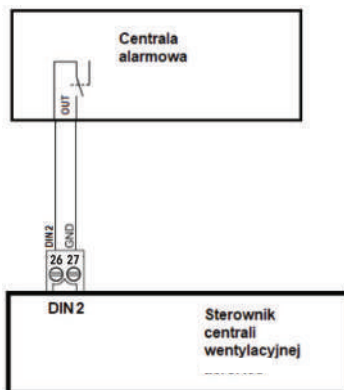 Centrala
alarmowa
OUT
DIN2
GND
26 27
DIN 2
Sterownik
centrali
wentylacyjnej